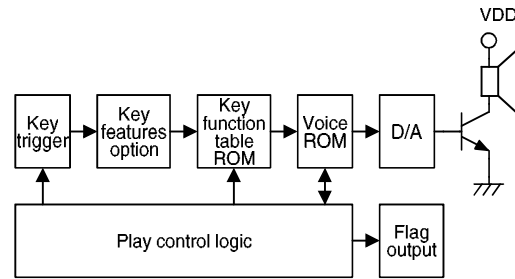 VDD
Key
trigger
Key
features
option
Key
function
table
ROM
Voice
ROM
D/A
Play control logic
Flag
output